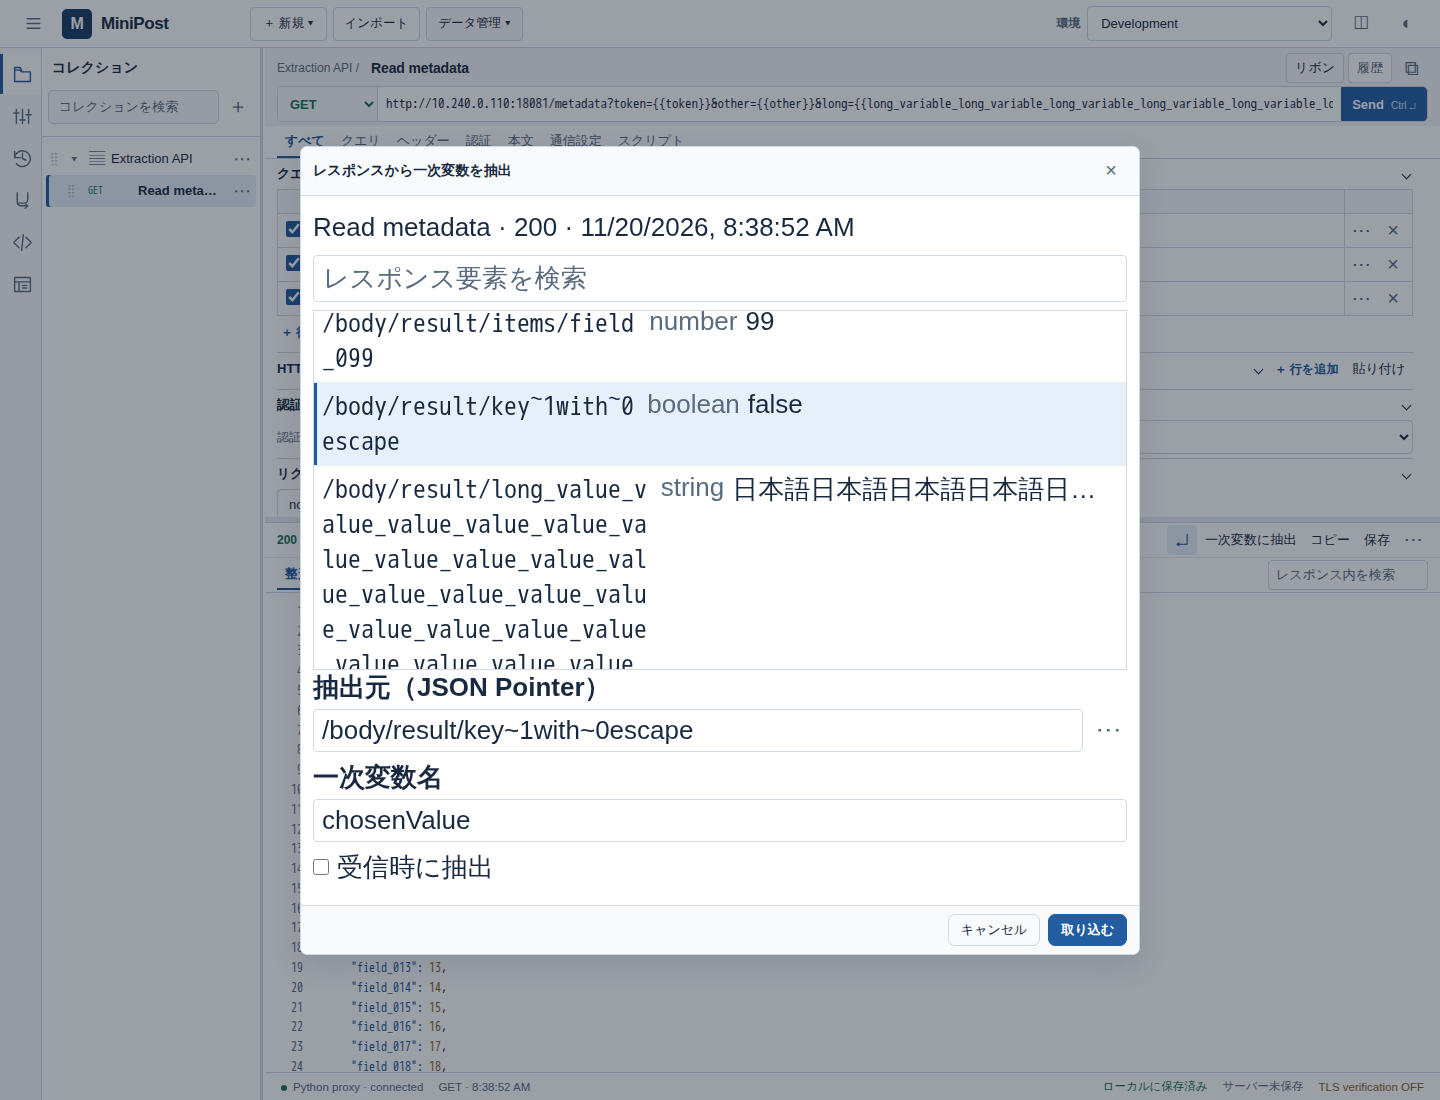 M MiniPost
＋ 新規 ▾ インポート データ管理 ▾
環境 Development
コレクション
コレクションを検索 ＋
▾ Extraction API ···
GET Read meta… ···
Extraction API / Read metadata
リボン 履歴
GET http://10.240.0.110:18081/metadata?token={{token}}&other={{other}}&long={{long_variable_long_variable_long_variable_long_variable_long_variable_lo Send Ctrl
すべて クエリ ヘッダー 認証 本文 通信設定 スクリプト
··· ×
··· ×
··· ×
＋ 行を追加 貼り付け
認証
認証
200
一次変数に抽出 コピー 保存 ···
レスポンス内を検索
レスポンスから一次変数を抽出 ×
Read metadata · 200 · 11/20/2026, 8:38:52 AM
レスポンス要素を検索
/body/result/items/field number 99
_099
/body/result/key~1with~0 boolean false
escape
/body/result/long_value_v string 日本語日本語日本語日本語日…
alue_value_value_value_va
lue_value_value_value_val
ue_value_value_value_valu
e_value_value_value_value
_value_value_value_value_
抽出元（JSON Pointer）
/body/result/key~1with~0escape ···
一次変数名
chosenValue
受信時に抽出
キャンセル 取り込む
19 "field_013": 13,
20 "field_014": 14,
21 "field_015": 15,
22 "field_016": 16,
23 "field_017": 17,
24 "field_018": 18,
Python proxy · connected GET · 8:38:52 AM
ローカルに保存済み サーバー未保存 TLS verification OFF